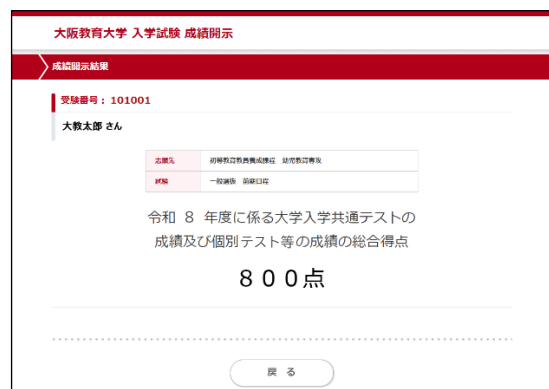 大阪教育大学 入学試験 成績開示
成績開示結果
受験番号： 101001
大教太郎 さん
志願先 初等教育教員養成課程 幼児教育専攻
試験 一般選抜 前期日程
令和 ８ 年度に係る大学入学共通テストの
成績及び個別テスト等の成績の総合得点
８００点
戻 る